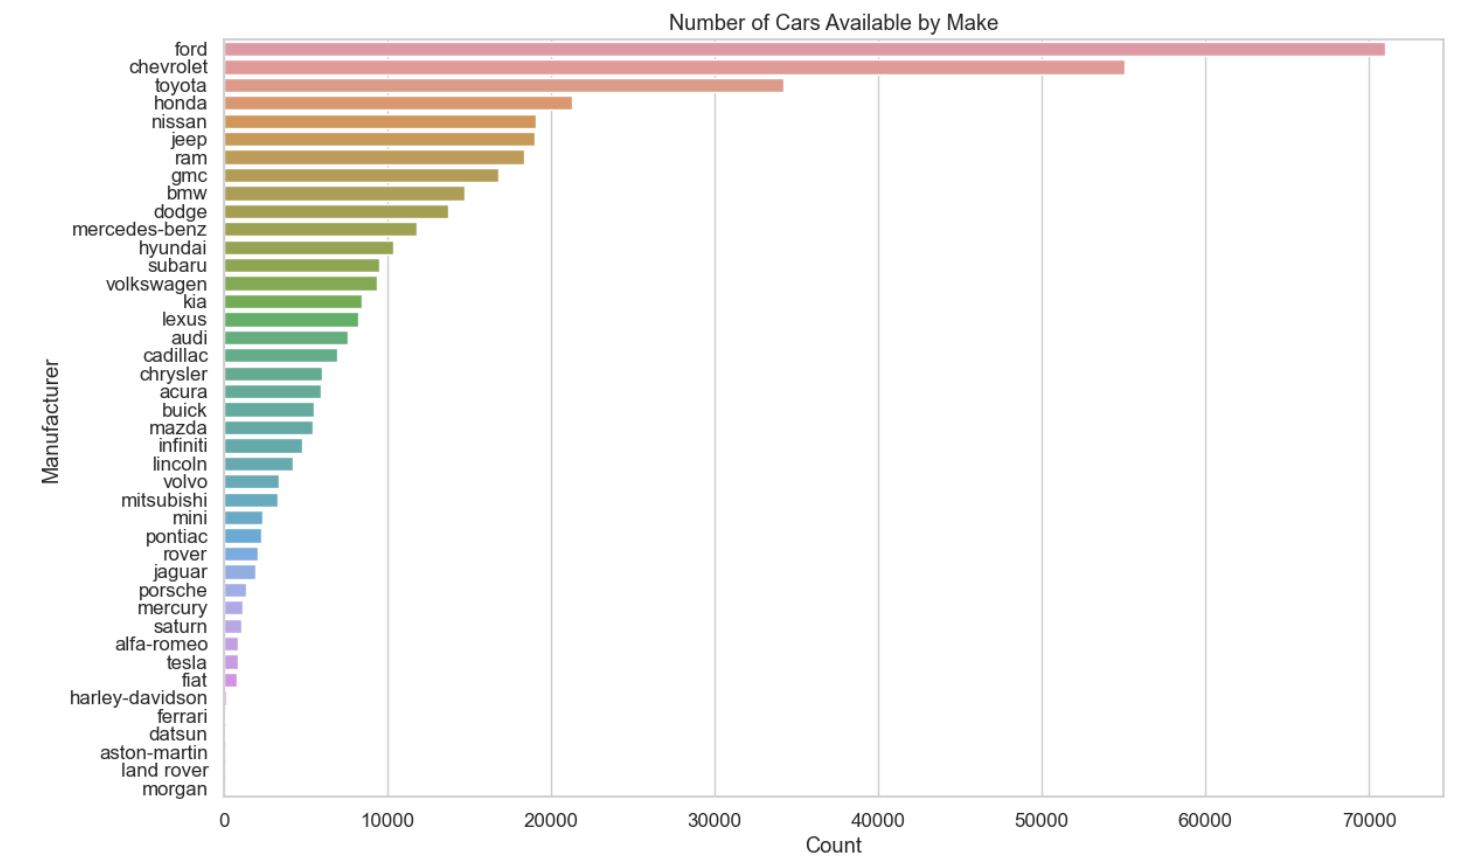 Number of Cars Available by Make
Manufacturer
ford
chevrolet
toyota
honda
nissan
jeep
ram
gmc
bmw
dodge
mercedes-benz
hyundai
subaru
volkswagen
kia
lexus
audi
cadillac
chrysler
acura
buick
mazda
infiniti
lincoln
volvo
mitsubishi
mini
pontiac
rover
jaguar
porsche
mercury
saturn
alfa-romeo
tesla
fiat
harley-davidson
ferrari
datsun
aston-martin
land rover
morgan
0 10000 20000 30000 40000 50000 60000 70000
Count